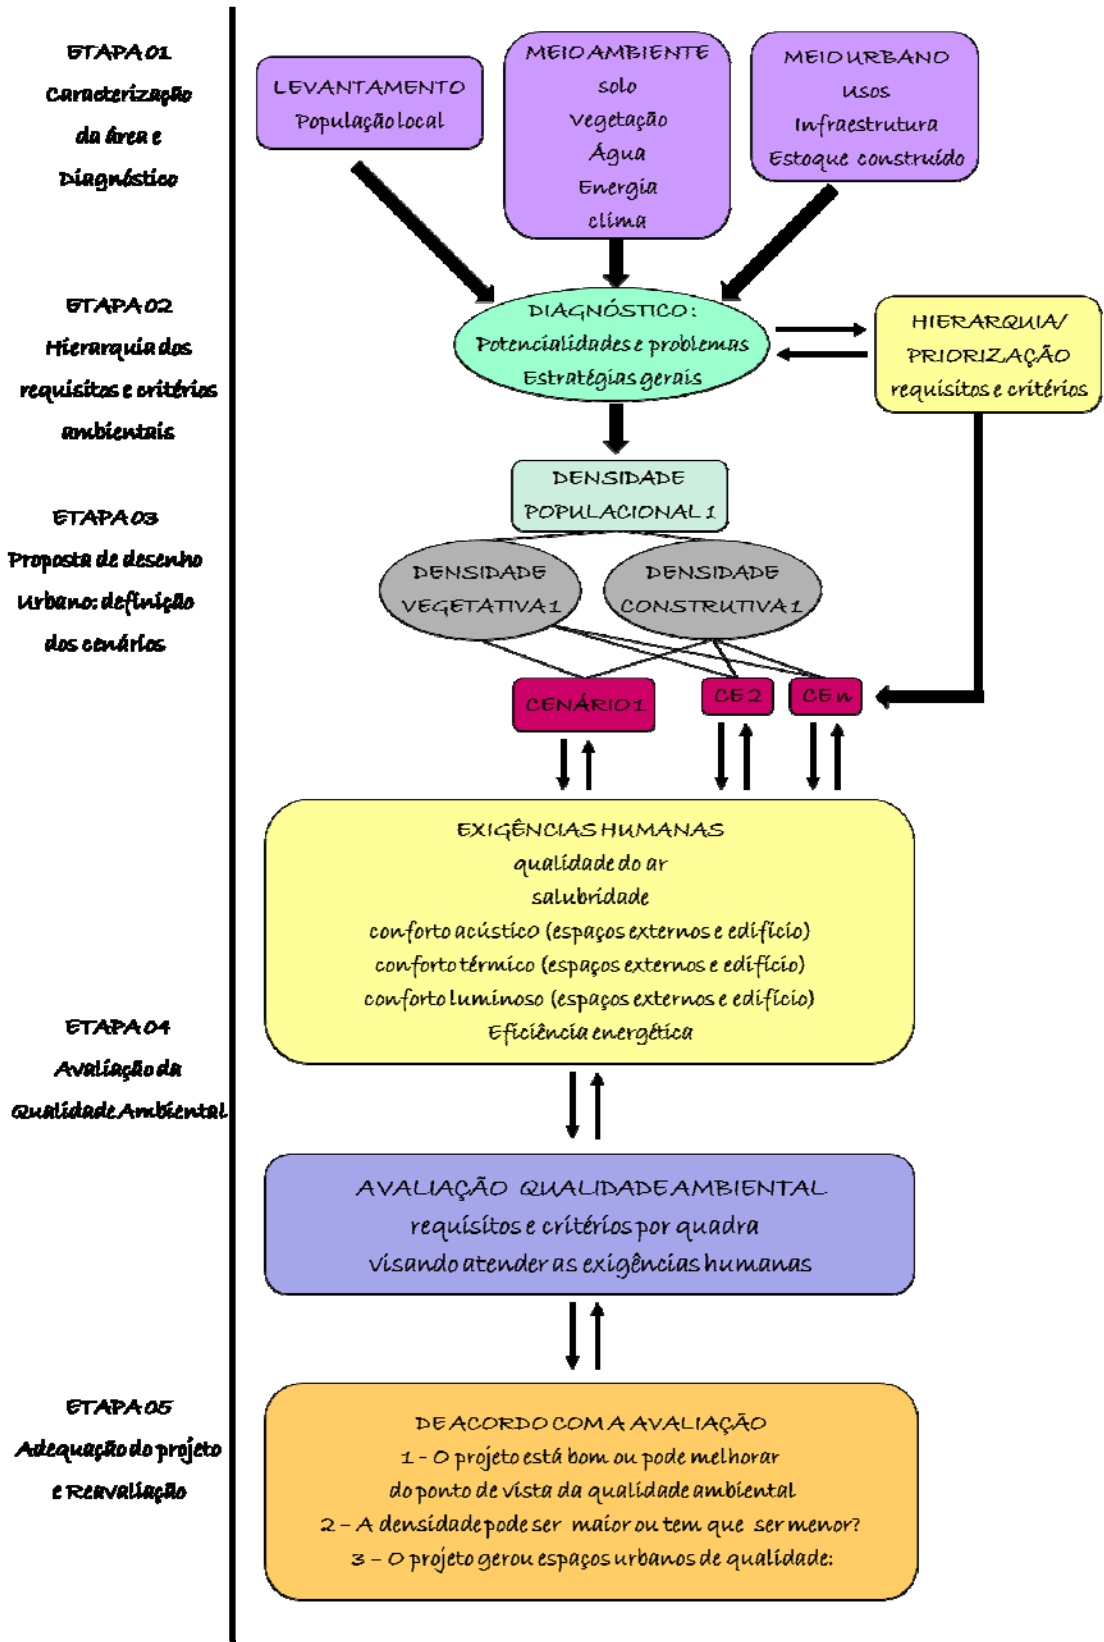 ETAPA 01
Caracterização
da área e
Diagnóstico
LEVANTAMENTO
População local
MEIO AMBIENTE
solo
Vegetação
Água
Energia
clima
MEIO URBANO
usos
Infraestrutura
Estoque construído
ETAPA 02
Hierarquia dos
requisitos e critérios
ambientais
DIAGNÓSTICO:
Potencialidades e problemas
Estratégias gerais
HIERARQUIA/
PRIORIZAÇÃO
requisitos e critérios
ETAPA 03
Proposta de desenho
Urbano: definição
dos cenários
DENSIDADE
POPULACIONAL 1
DENSIDADE
VEGETATIVA 1
DENSIDADE
CONSTRUTIVA 1
CENÁRIO 1
CE 2
CE n
EXIGÊNCIAS HUMANAS
qualidade do ar
salubridade
conforto acústico (espaços externos e edifício)
conforto térmico (espaços externos e edifício)
conforto luminoso (espaços externos e edifício)
Eficiência energética
ETAPA 04
Avaliação da
Qualidade Ambiental
AVALIAÇÃO QUALIDADE AMBIENTAL
requisitos e critérios por quadra
visando atender as exigências humanas
ETAPA 05
Adequação do projeto
e Reavaliação
DE ACORDO COM A AVALIAÇÃO
1 - O projeto está bom ou pode melhorar
do ponto de vista da qualidade ambiental
2 - A densidade pode ser maior ou tem que ser menor?
3 - O projeto gerou espaços urbanos de qualidade: